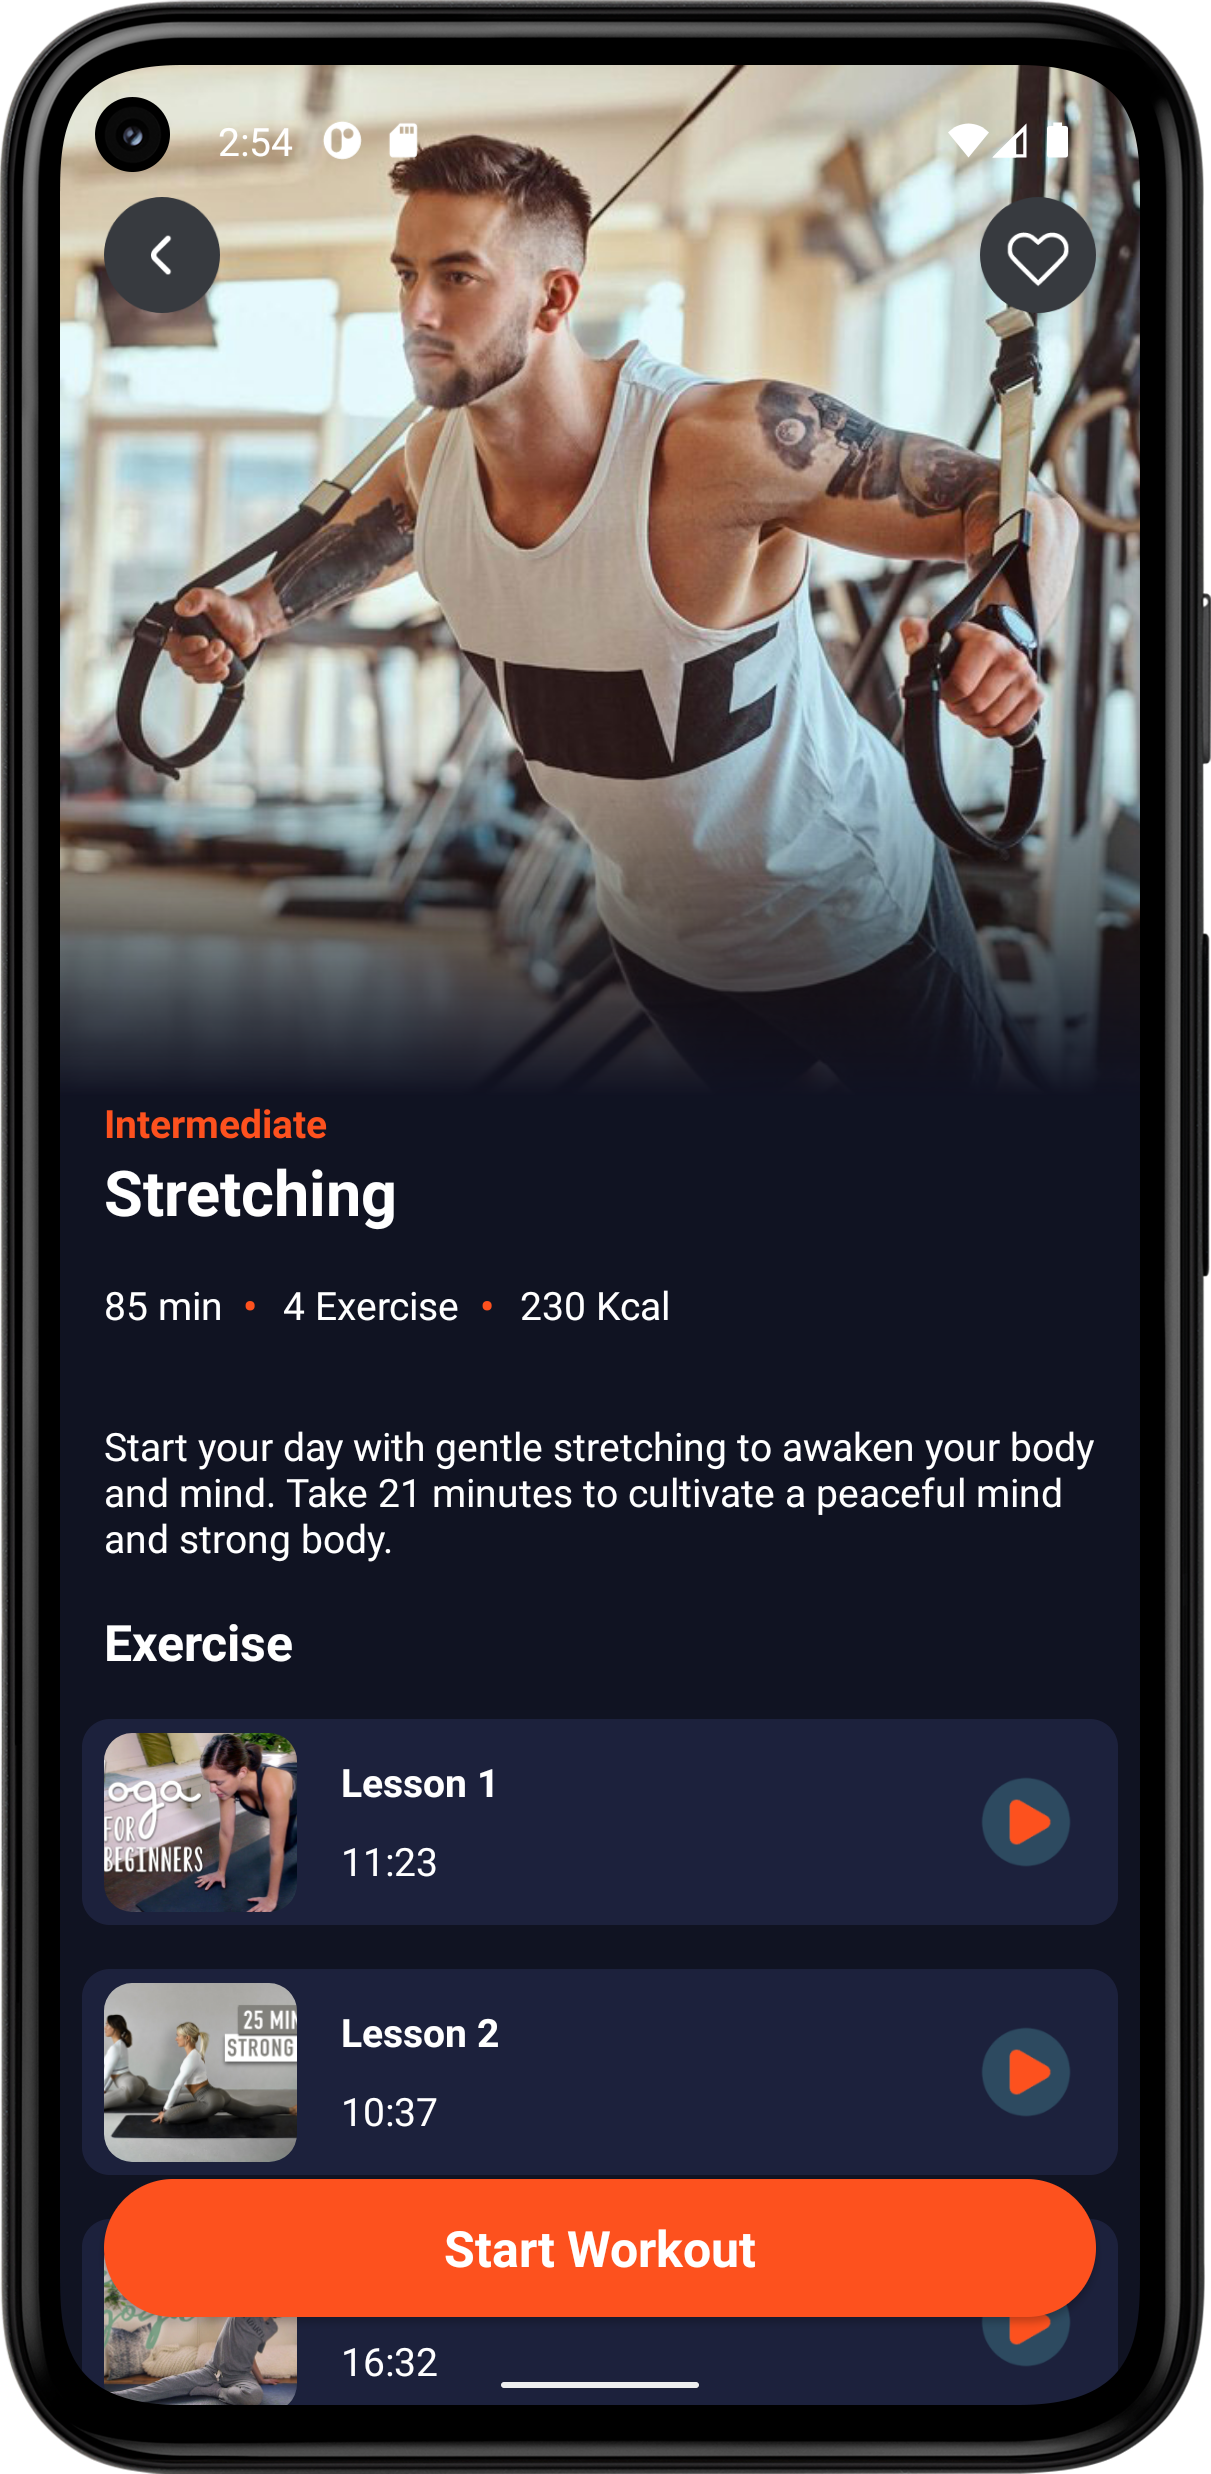 2:54
Intermediate
Stretching
85 min • 4 Exercise • 230 Kcal
Start your day with gentle stretching to awaken your body
and mind. Take 21 minutes to cultivate a peaceful mind
and strong body.
Exercise
oga
FOR
BEGINNERS
Lesson 1
11:23
25 MIN
STRONG
Lesson 2
10:37
Start Workout
16:32